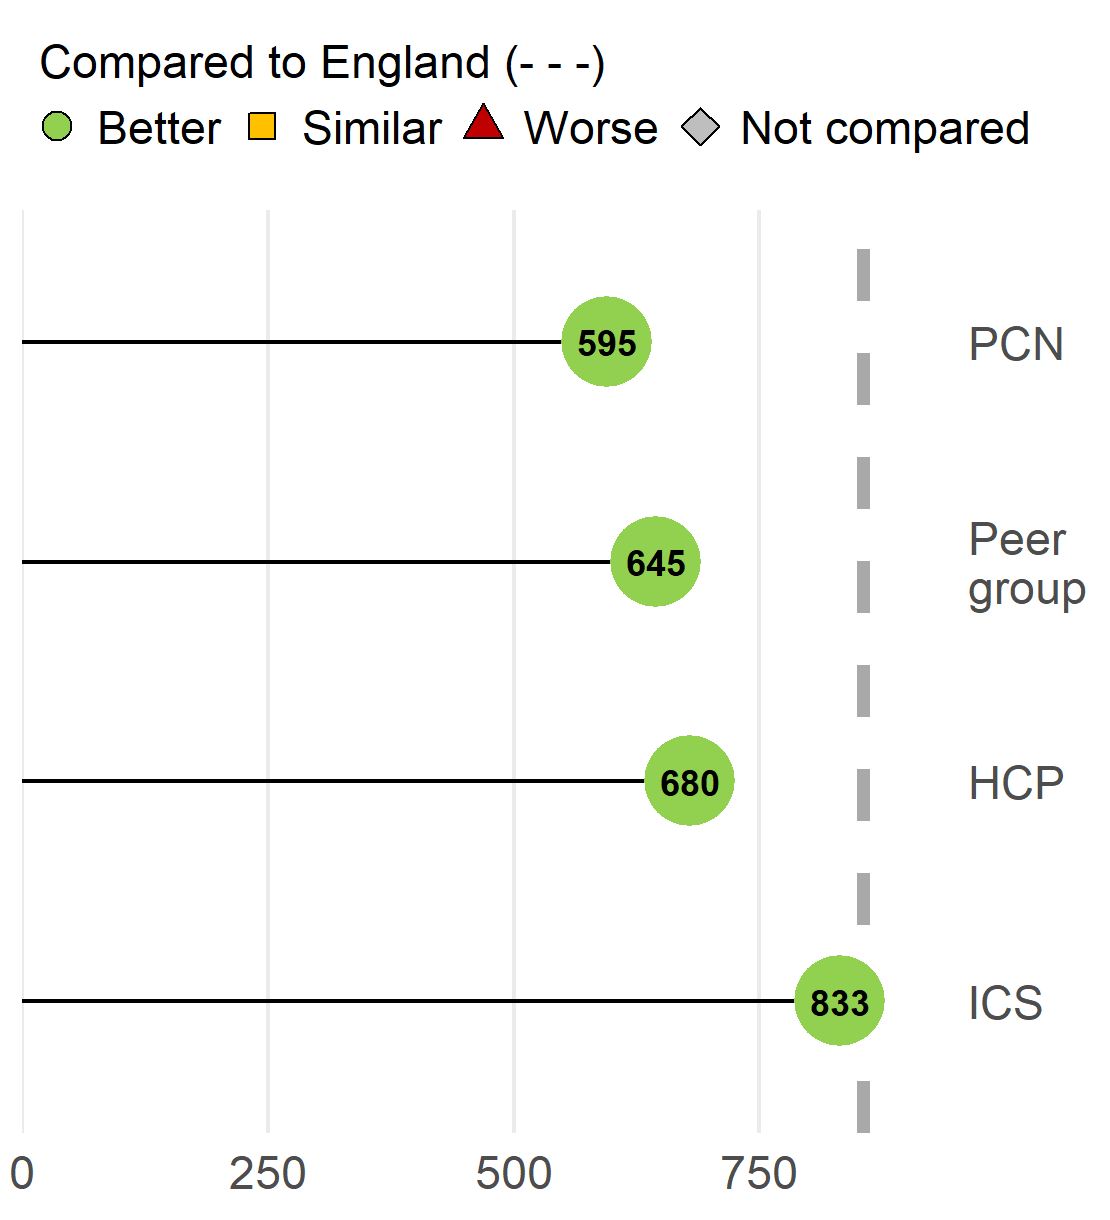 Compared to England (- - -)
Better Similar Worse Not compared
595 PCN
645 Peer
group
680 HCP
833 ICS
0 250 500 750